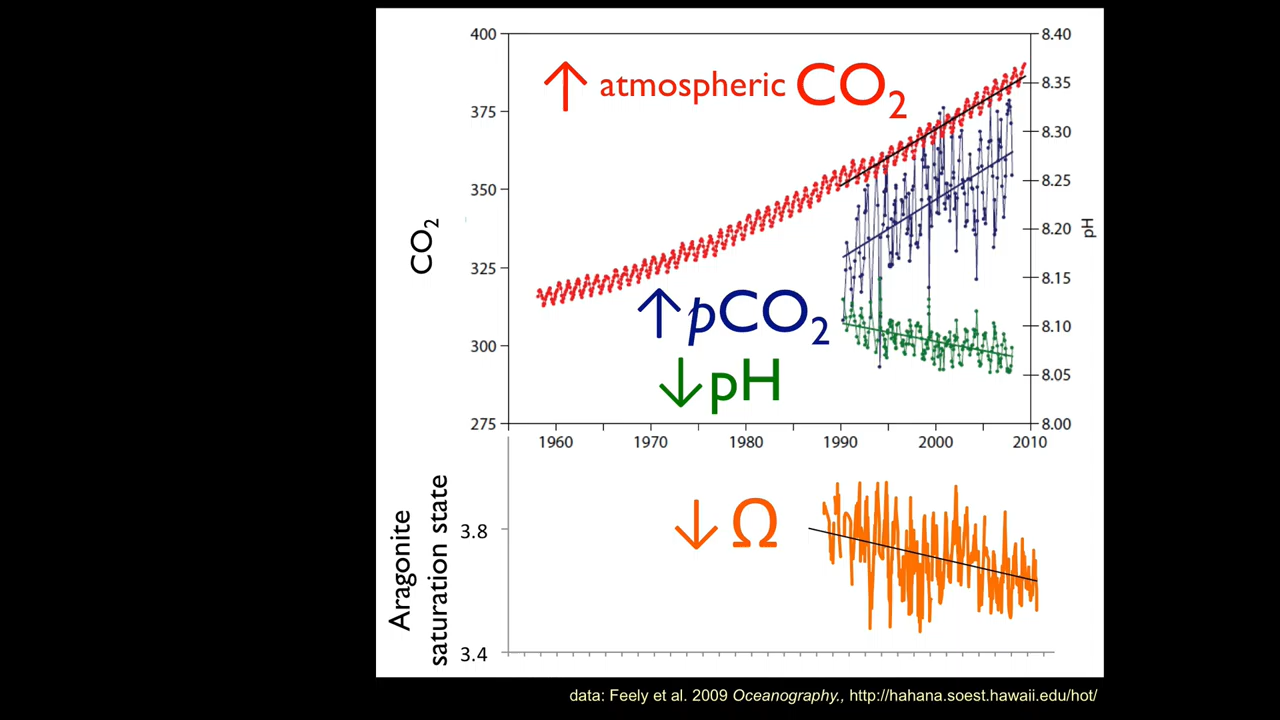 400
375
350
325
300
275
CO₂
↑ atmospheric CO₂
↑ pCO₂
↓ pH
8.40
8.35
8.30
8.25
8.20
8.15
8.10
8.05
8.00
pH
1960 1970 1980 1990 2000 2010
Aragonite
saturation state
3.8
3.4
↓ Ω
data: Feely et al. 2009 Oceanography., http://hahana.soest.hawaii.edu/hot/